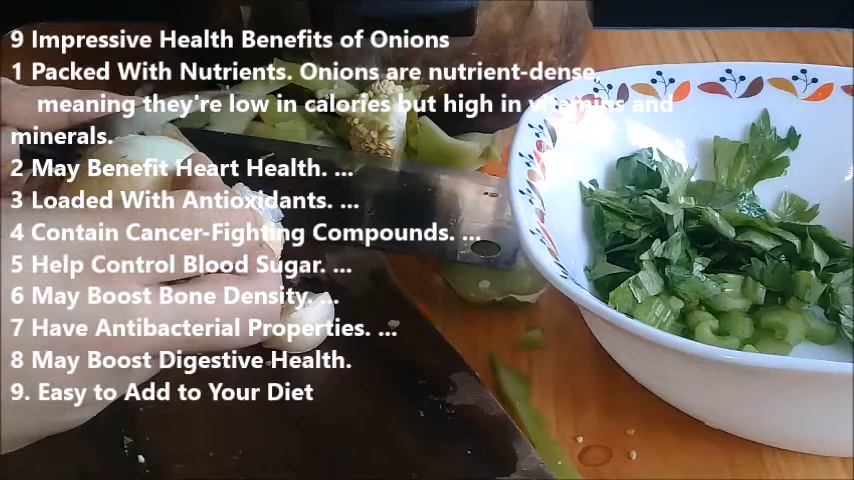 9 Impressive Health Benefits of Onions
1 Packed With Nutrients. Onions are nutrient-dense,
meaning they're low in calories but high in vitamins and
minerals.
2 May Benefit Heart Health. ...
3 Loaded With Antioxidants. ...
4 Contain Cancer-Fighting Compounds. ...
5 Help Control Blood Sugar. ...
6 May Boost Bone Density. ...
7 Have Antibacterial Properties. ...
8 May Boost Digestive Health.
9. Easy to Add to Your Diet